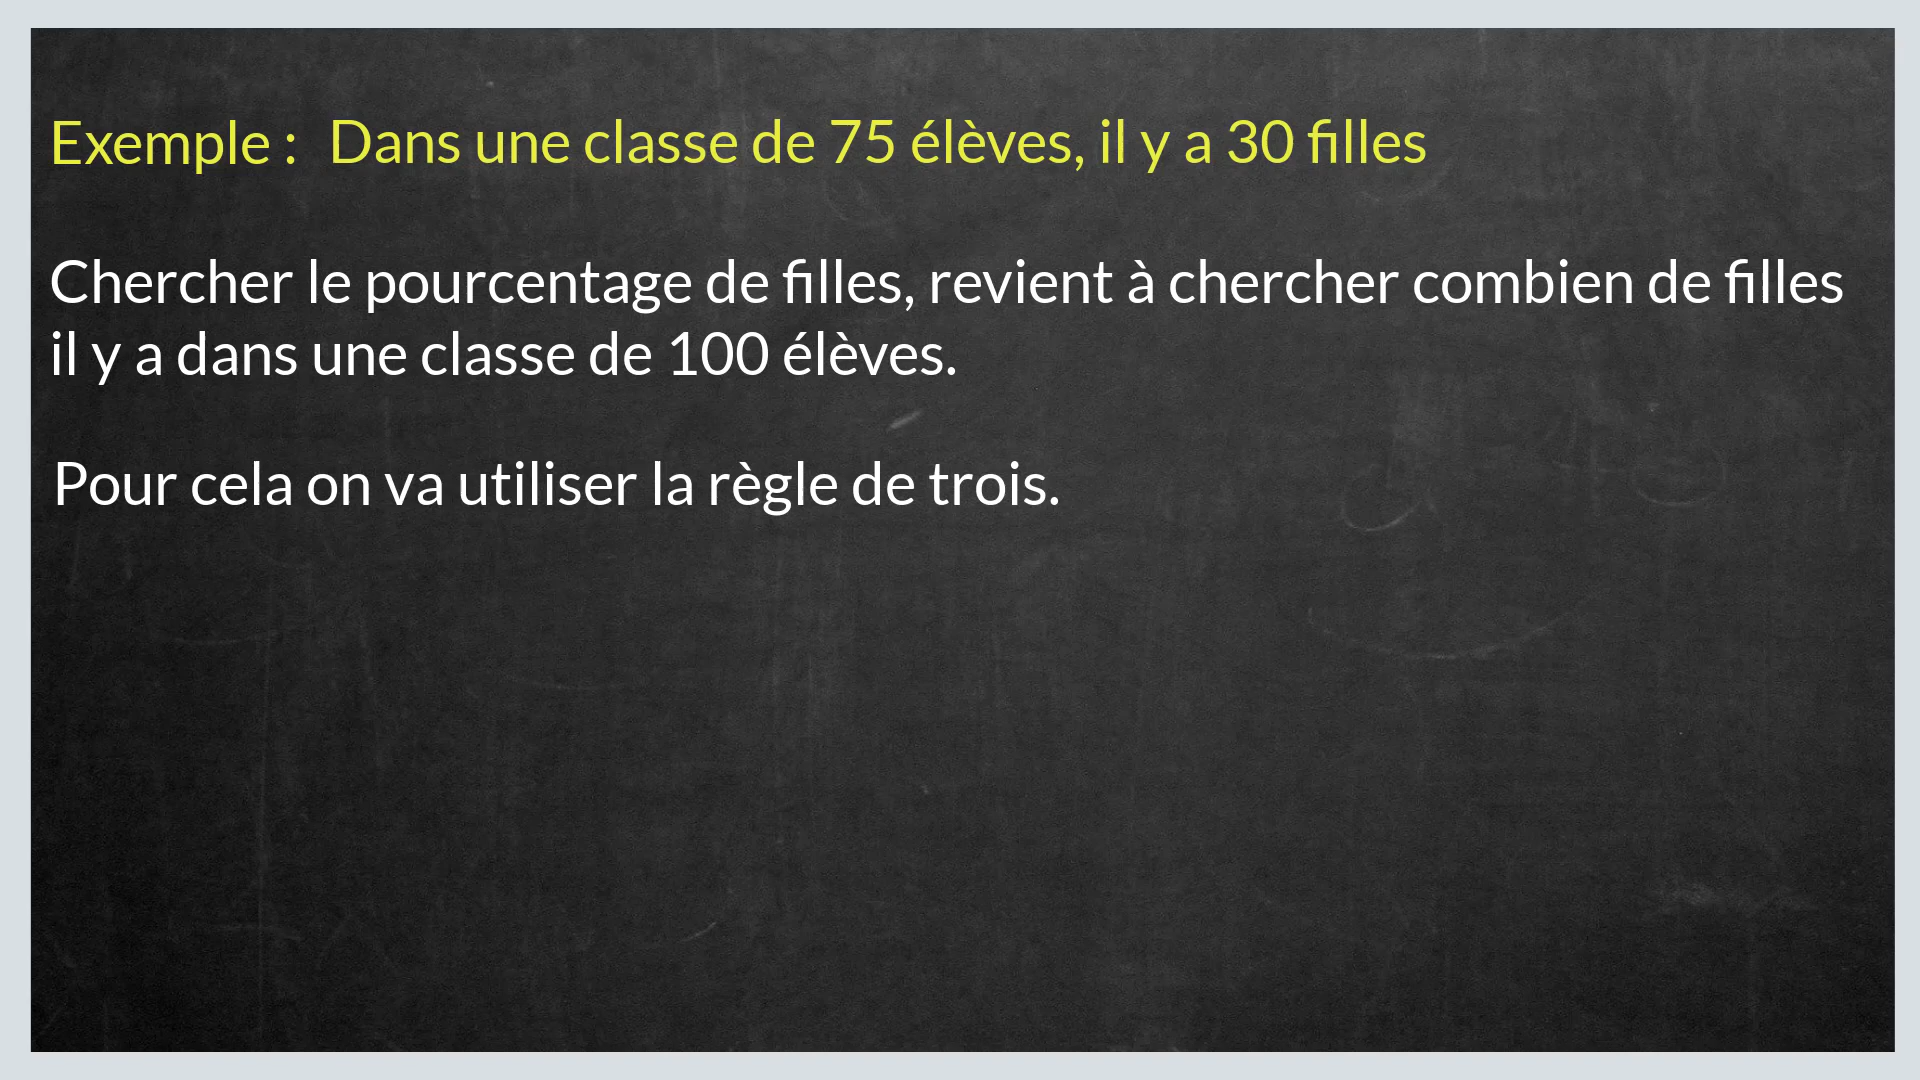 Exemple : Dans une classe de 75 élèves, il y a 30 filles
Chercher le pourcentage de filles, revient à chercher combien de filles
il y a dans une classe de 100 élèves.
Pour cela on va utiliser la règle de trois.